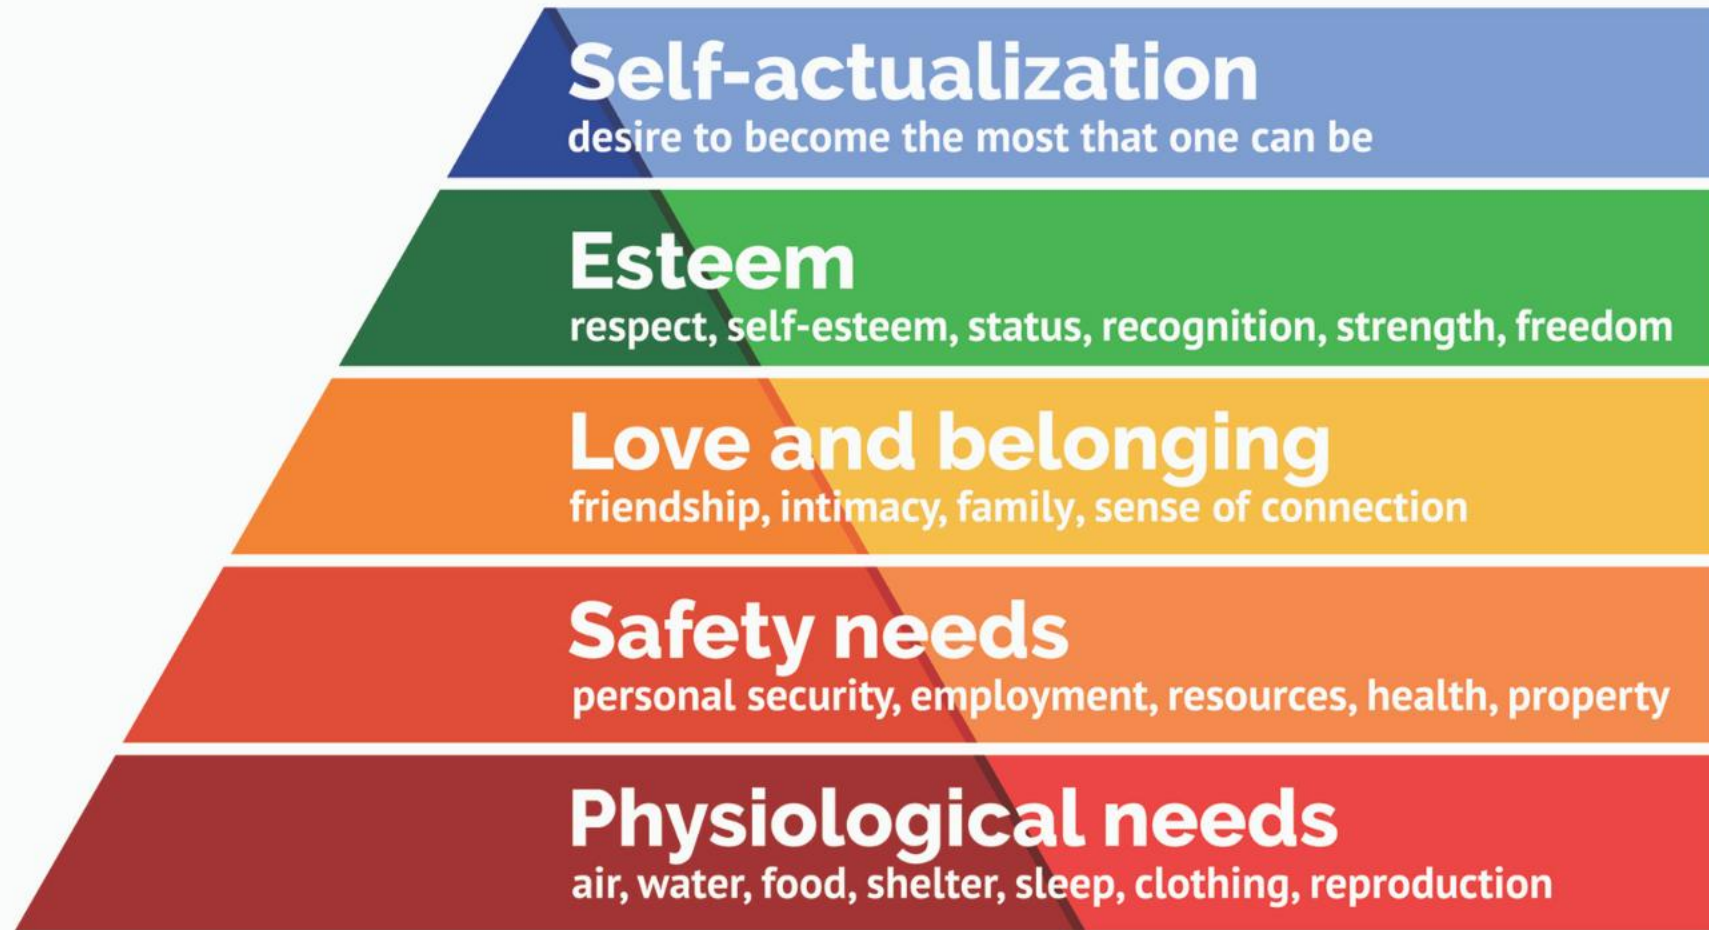 Self-actualization
desire to become the most that one can be
Esteem
respect, self-esteem, status, recognition, strength, freedom
Love and belonging
friendship, intimacy, family, sense of connection
Safety needs
personal security, employment, resources, health, property
Physiological needs
air, water, food, shelter, sleep, clothing, reproduction